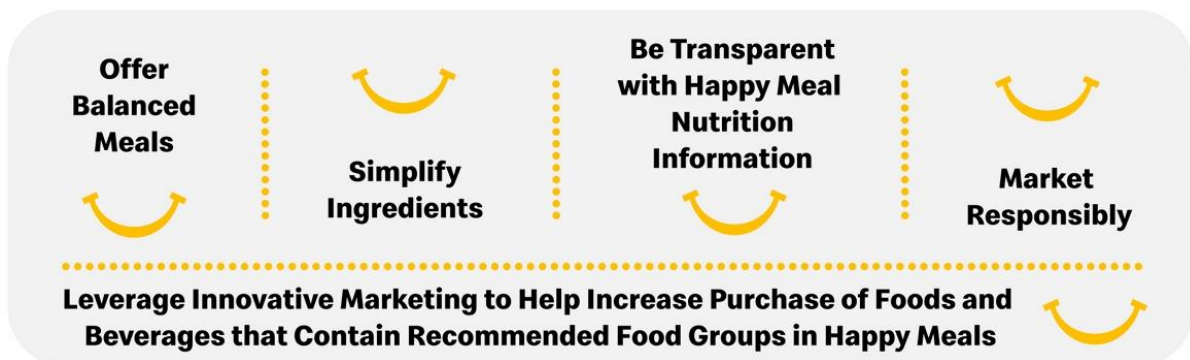 Offer
Balanced
Meals
Simplify
Ingredients
Be Transparent
with Happy Meal
Nutrition
Information
Market
Responsibly
Leverage Innovative Marketing to Help Increase Purchase of Foods and
Beverages that Contain Recommended Food Groups in Happy Meals